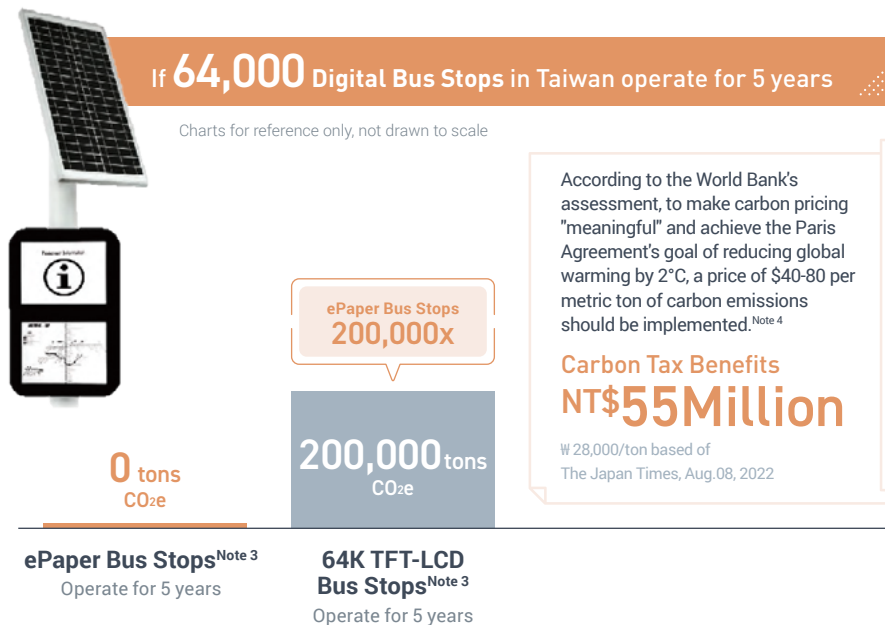 If 64,000 Digital Bus Stops in Taiwan operate for 5 years
Charts for reference only, not drawn to scale
According to the World Bank's
assessment, to make carbon pricing
"meaningful" and achieve the Paris
Agreement's goal of reducing global
warming by 2°C, a price of $40-80 per
metric ton of carbon emissions
should be implemented.Note 4
Carbon Tax Benefits
NT$55Million
₩28,000/ton based of
The Japan Times, Aug.08, 2022
ePaper Bus Stops
200,000x
200,000 tons
CO2e
0 tons
CO2e
ePaper Bus StopsNote 3
Operate for 5 years
64K TFT-LCD
Bus StopsNote 3
Operate for 5 years